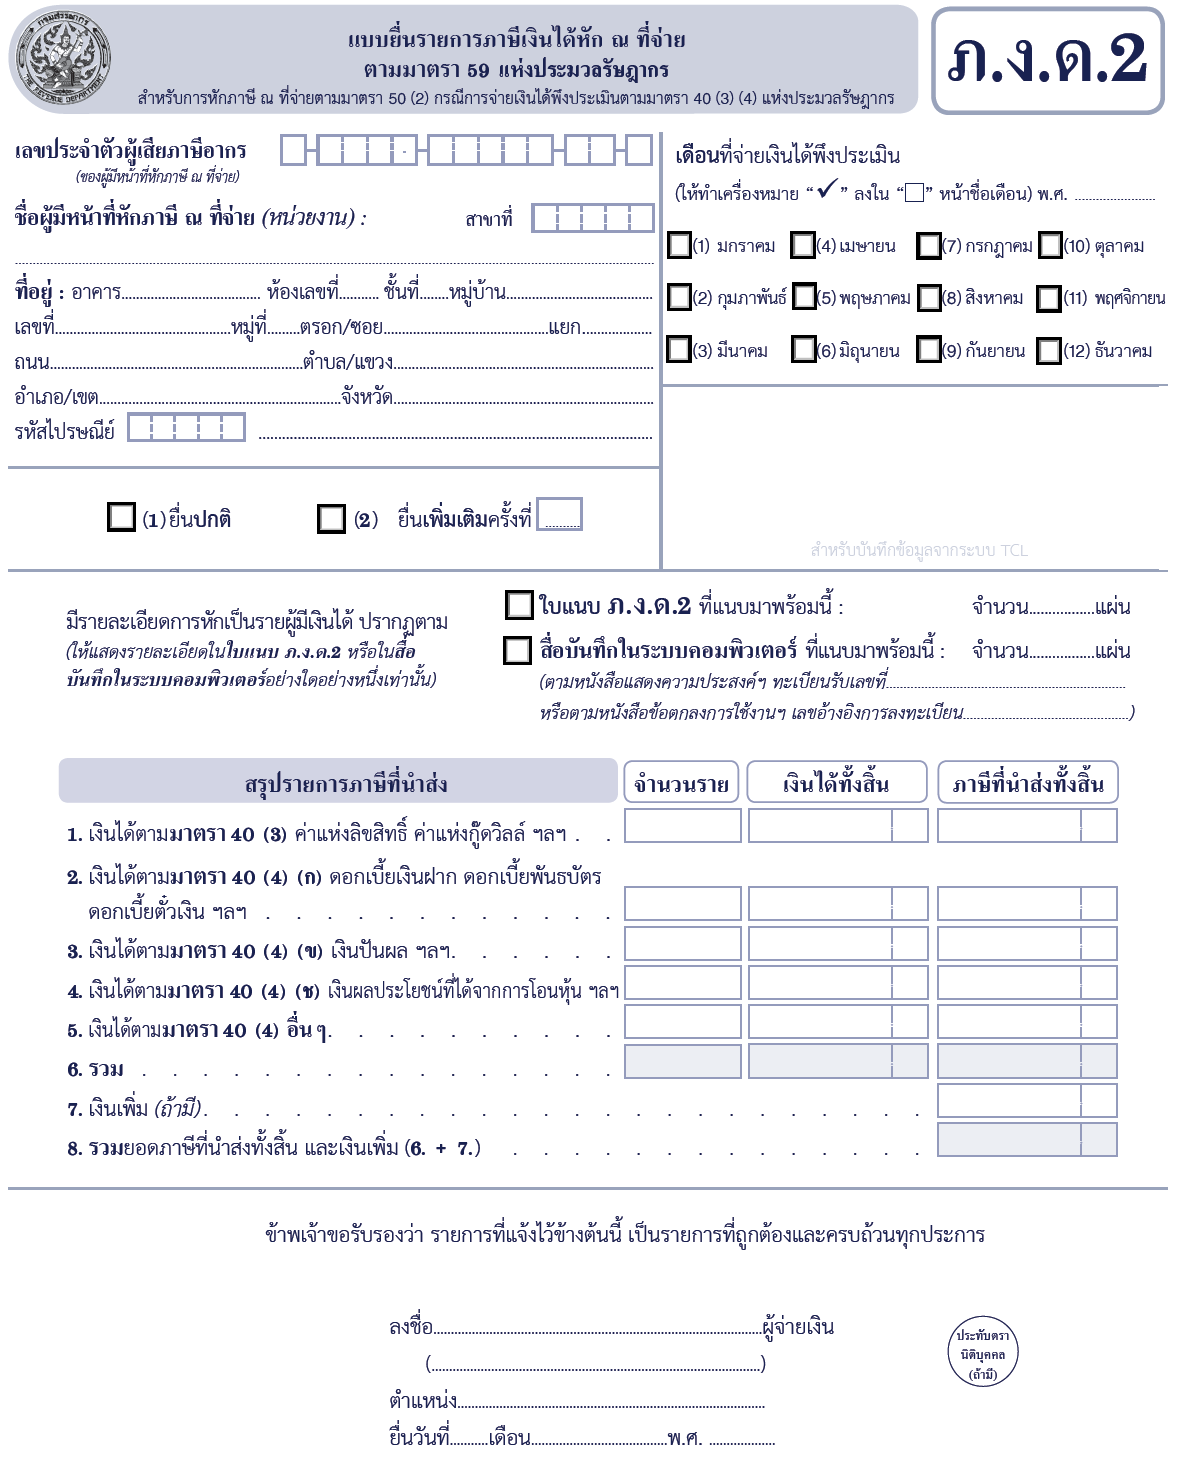 แบบยื่นรายการภาษีเงินได้หัก ณ ที่จ่าย
ตามมาตรา 59 แห่งประมวลรัษฎากร
สำหรับการหักภาษี ณ ที่จ่ายตามมาตรา 50 (2) กรณีการจ่ายเงินได้พึงประเมินตามมาตรา 40 (3) (4) แห่งประมวลรัษฎากร
ภ.ง.ด.2
กรมสรรพากร
THE REVENUE DEPARTMENT
เลขประจำตัวผู้เสียภาษีอากร
(ของผู้มีหน้าที่หักภาษี ณ ที่จ่าย)
ชื่อผู้มีหน้าที่หักภาษี ณ ที่จ่าย (หน่วยงาน) : สาขาที่
ที่อยู่ : อาคาร................................ ห้องเลขที่.......... ชั้นที่.......หมู่บ้าน..................................
เลขที่..........................................หมู่ที่........ตรอก/ซอย.......................................แยก.................
ถนน.............................................................ตำบล/แขวง..............................................................
อำเภอ/เขต.........................................................จังหวัด..............................................................
รหัสไปรษณีย์ ..............................................................................................
(1) ยื่นปกติ (2) ยื่นเพิ่มเติมครั้งที่ ..........
เดือนที่จ่ายเงินได้พึงประเมิน
(ให้ทำเครื่องหมาย “✓” ลงใน “☐” หน้าชื่อเดือน) พ.ศ. ....................
(1) มกราคม (4) เมษายน (7) กรกฎาคม (10) ตุลาคม
(2) กุมภาพันธ์ (5) พฤษภาคม (8) สิงหาคม (11) พฤศจิกายน
(3) มีนาคม (6) มิถุนายน (9) กันยายน (12) ธันวาคม
สำหรับบันทึกข้อมูลจากระบบ TCL
มีรายละเอียดการหักเป็นรายผู้มีเงินได้ ปรากฏตาม
(ให้แสดงรายละเอียดในใบแนบ ภ.ง.ด.2 หรือในสื่อ
บันทึกในระบบคอมพิวเตอร์อย่างใดอย่างหนึ่งเท่านั้น)
ใบแนบ ภ.ง.ด.2 ที่แนบมาพร้อมนี้ : จำนวน.................แผ่น
สื่อบันทึกในระบบคอมพิวเตอร์ ที่แนบมาพร้อมนี้ : จำนวน.................แผ่น
(ตามหนังสือแสดงความประสงค์ฯ ทะเบียนรับเลขที่............................................................
หรือตามหนังสือข้อตกลงการใช้งานฯ เลขอ้างอิงการลงทะเบียน..........................................)
สรุปรายการภาษีที่นำส่ง จำนวนราย เงินได้ทั้งสิ้น ภาษีที่นำส่งทั้งสิ้น
1. เงินได้ตามมาตรา 40 (3) ค่าแห่งลิขสิทธิ์ ค่าแห่งกู๊ดวิลล์ ฯลฯ . .
2. เงินได้ตามมาตรา 40 (4) (ก) ดอกเบี้ยเงินฝาก ดอกเบี้ยพันธบัตร
ดอกเบี้ยตั๋วเงิน ฯลฯ . . . . . . . . . . . .
3. เงินได้ตามมาตรา 40 (4) (ข) เงินปันผล ฯลฯ. . . . . .
4. เงินได้ตามมาตรา 40 (4) (ช) เงินผลประโยชน์ที่ได้จากการโอนหุ้น ฯลฯ
5. เงินได้ตามมาตรา 40 (4) อื่น ๆ. . . . . . . . . .
6. รวม . . . . . . . . . . . . . . . .
7. เงินเพิ่ม (ถ้ามี). . . . . . . . . . . . . . . . . . . . . . . .
8. รวมยอดภาษีที่นำส่งทั้งสิ้น และเงินเพิ่ม (6. + 7.) . . . . . . . . . . . . . .
ข้าพเจ้าขอรับรองว่า รายการที่แจ้งไว้ข้างต้นนี้ เป็นรายการที่ถูกต้องและครบถ้วนทุกประการ
ลงชื่อ..................................................................................ผู้จ่ายเงิน
(..................................................................................)
ตำแหน่ง.............................................................................
ยื่นวันที่..........เดือน..................................พ.ศ. .................
ประทับตรา
นิติบุคคล
(ถ้ามี)